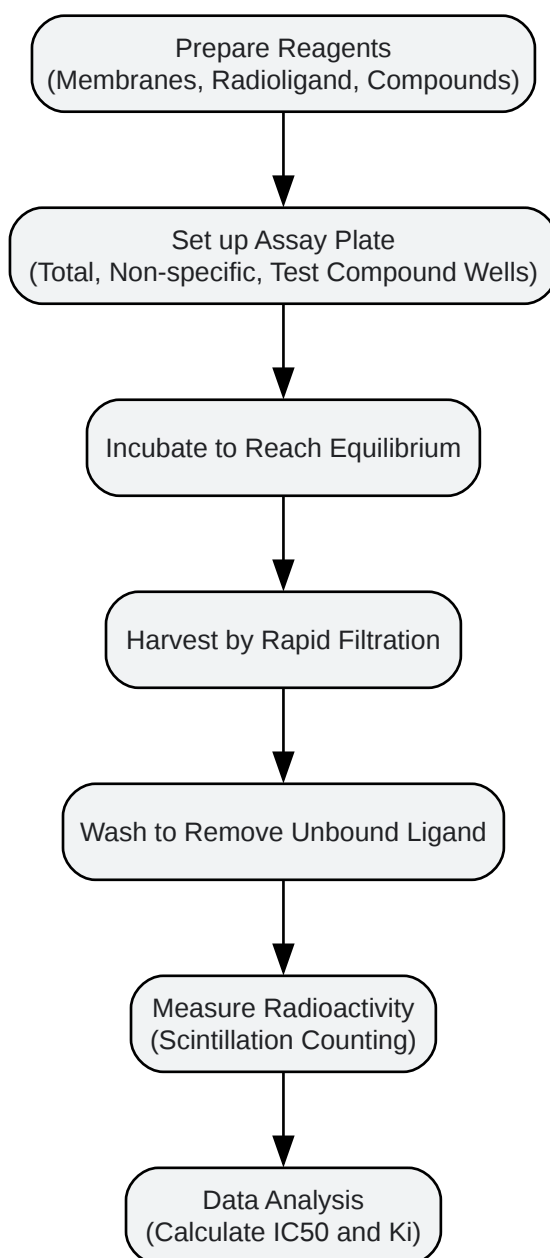 Prepare Reagents
(Membranes, Radioligand, Compounds)
Set up Assay Plate
(Total, Non-specific, Test Compound Wells)
Incubate to Reach Equilibrium
Harvest by Rapid Filtration
Wash to Remove Unbound Ligand
Measure Radioactivity
(Scintillation Counting)
Data Analysis
(Calculate IC50 and Ki)